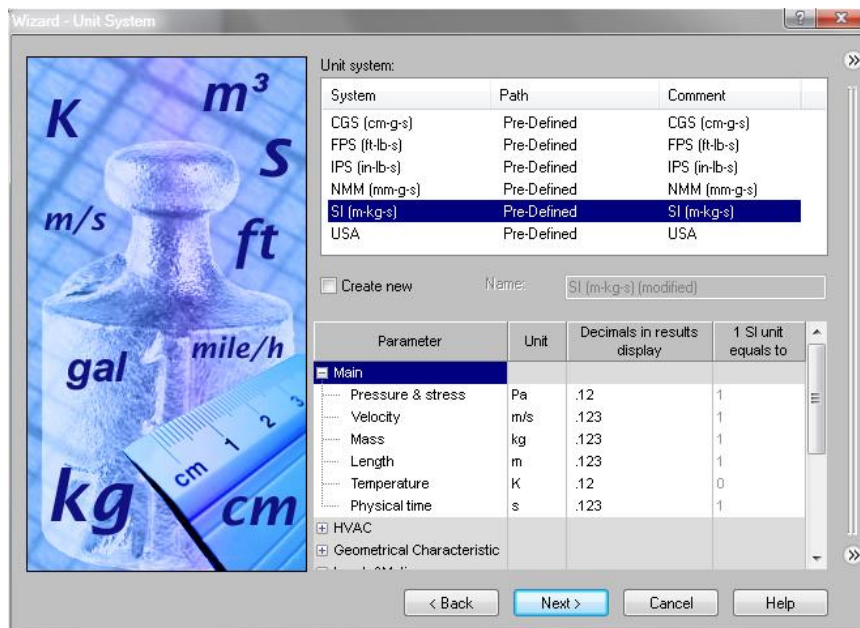 Wizard - Unit System
K
m³
S
m/s
ft
gal
mile/h
cm 1 2 3
kg
cm
Unit system:
System Path Comment
CGS (cm-g-s) Pre-Defined CGS (cm-g-s)
FPS (ft-lb-s) Pre-Defined FPS (ft-lb-s)
IPS (in-lb-s) Pre-Defined IPS (in-lb-s)
NMM (mm-g-s) Pre-Defined NMM (mm-g-s)
SI (m-kg-s) Pre-Defined SI (m-kg-s)
USA Pre-Defined USA
Create new Name: SI (m-kg-s) (modified)
Parameter Unit Decimals in results display 1 SI unit equals to
Main
Pressure & stress Pa .12 1
Velocity m/s .123 1
Mass kg .123 1
Length m .123 1
Temperature K .12 0
Physical time s .123 1
HVAC
Geometrical Characteristic
< Back Next > Cancel Help